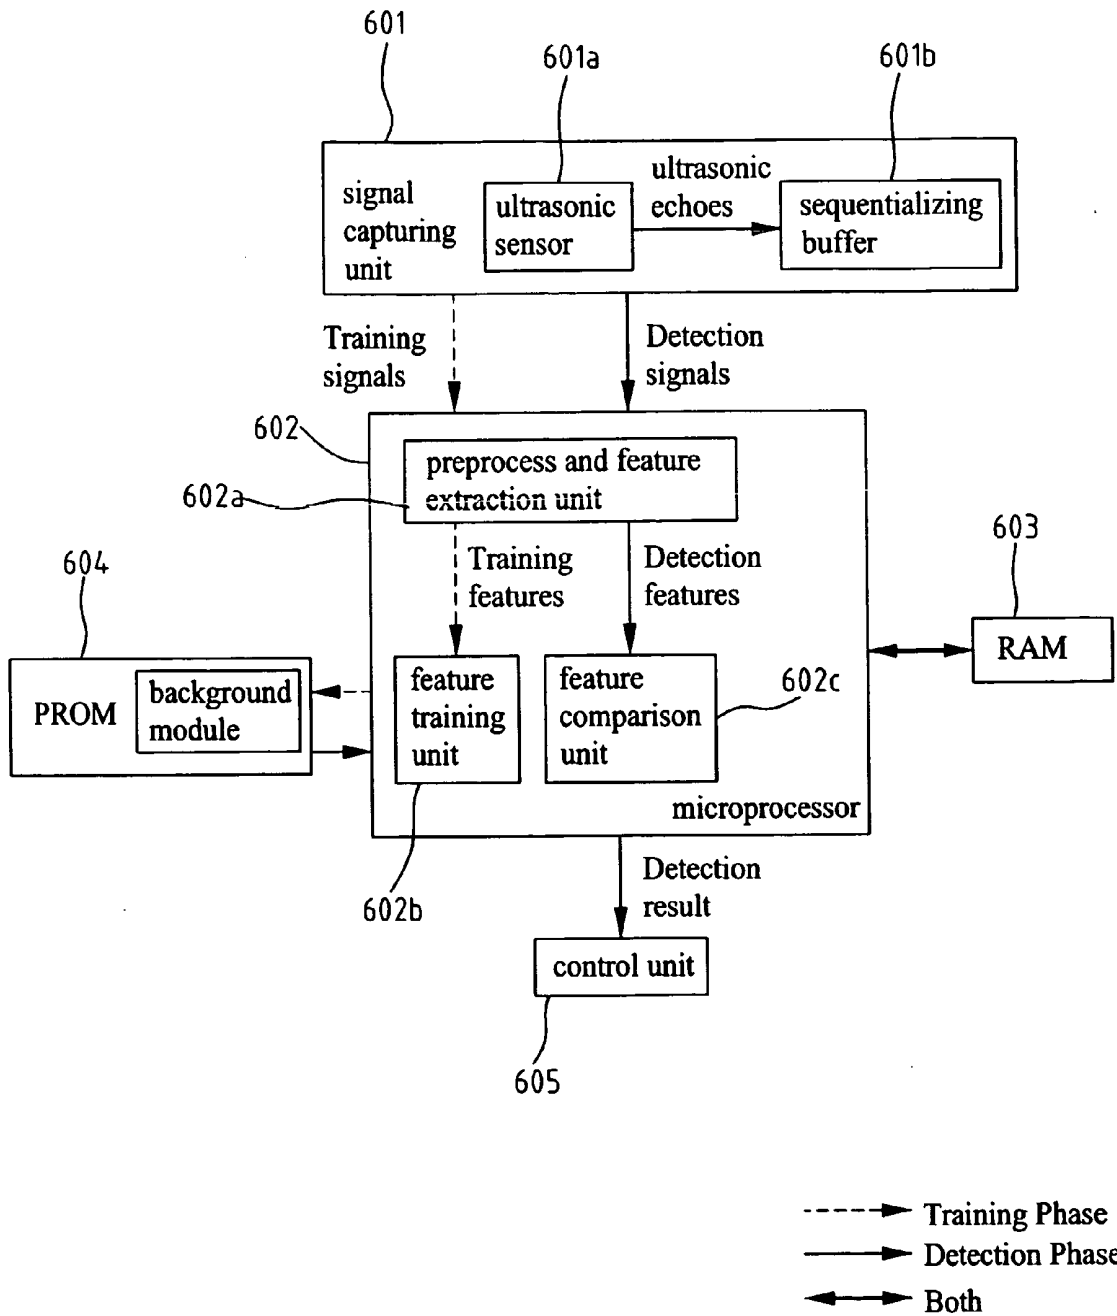 601
601a
601b
signal
capturing
unit
ultrasonic
sensor
ultrasonic
echoes
sequentializing
buffer
Training
signals
Detection
signals
602
preprocess and feature
extraction unit
602a
Training
features
Detection
features
603
RAM
604
PROM
background
module
feature
training
unit
feature
comparison
unit
602c
microprocessor
602b
Detection
result
control unit
605
Training Phase
Detection Phase
Both